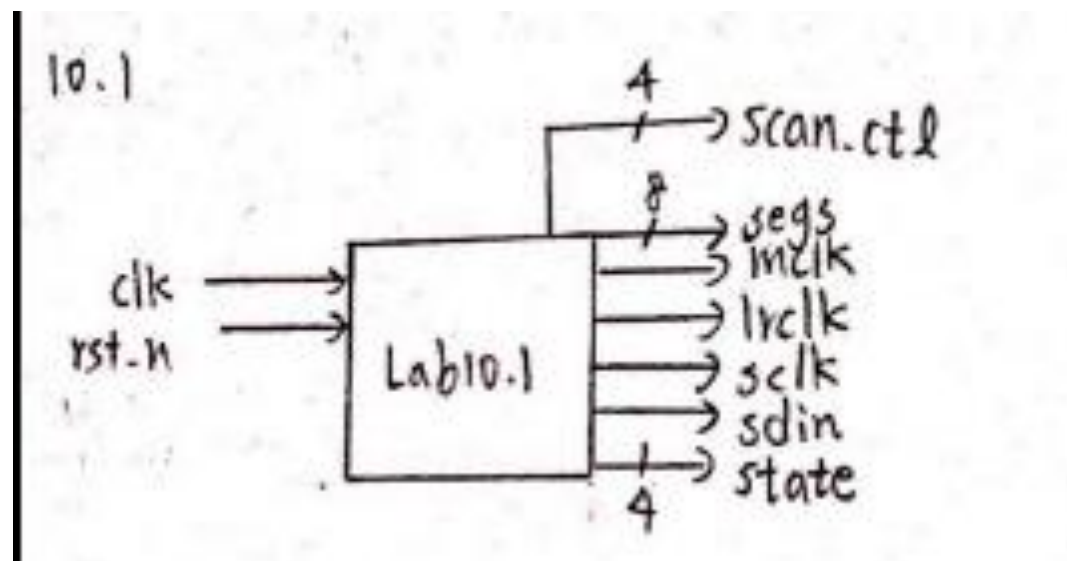 10.1
4
scan_ctl
8
segs
mclk
clk
lrclk
rst_n
Lab10.1
sclk
sdin
state
4